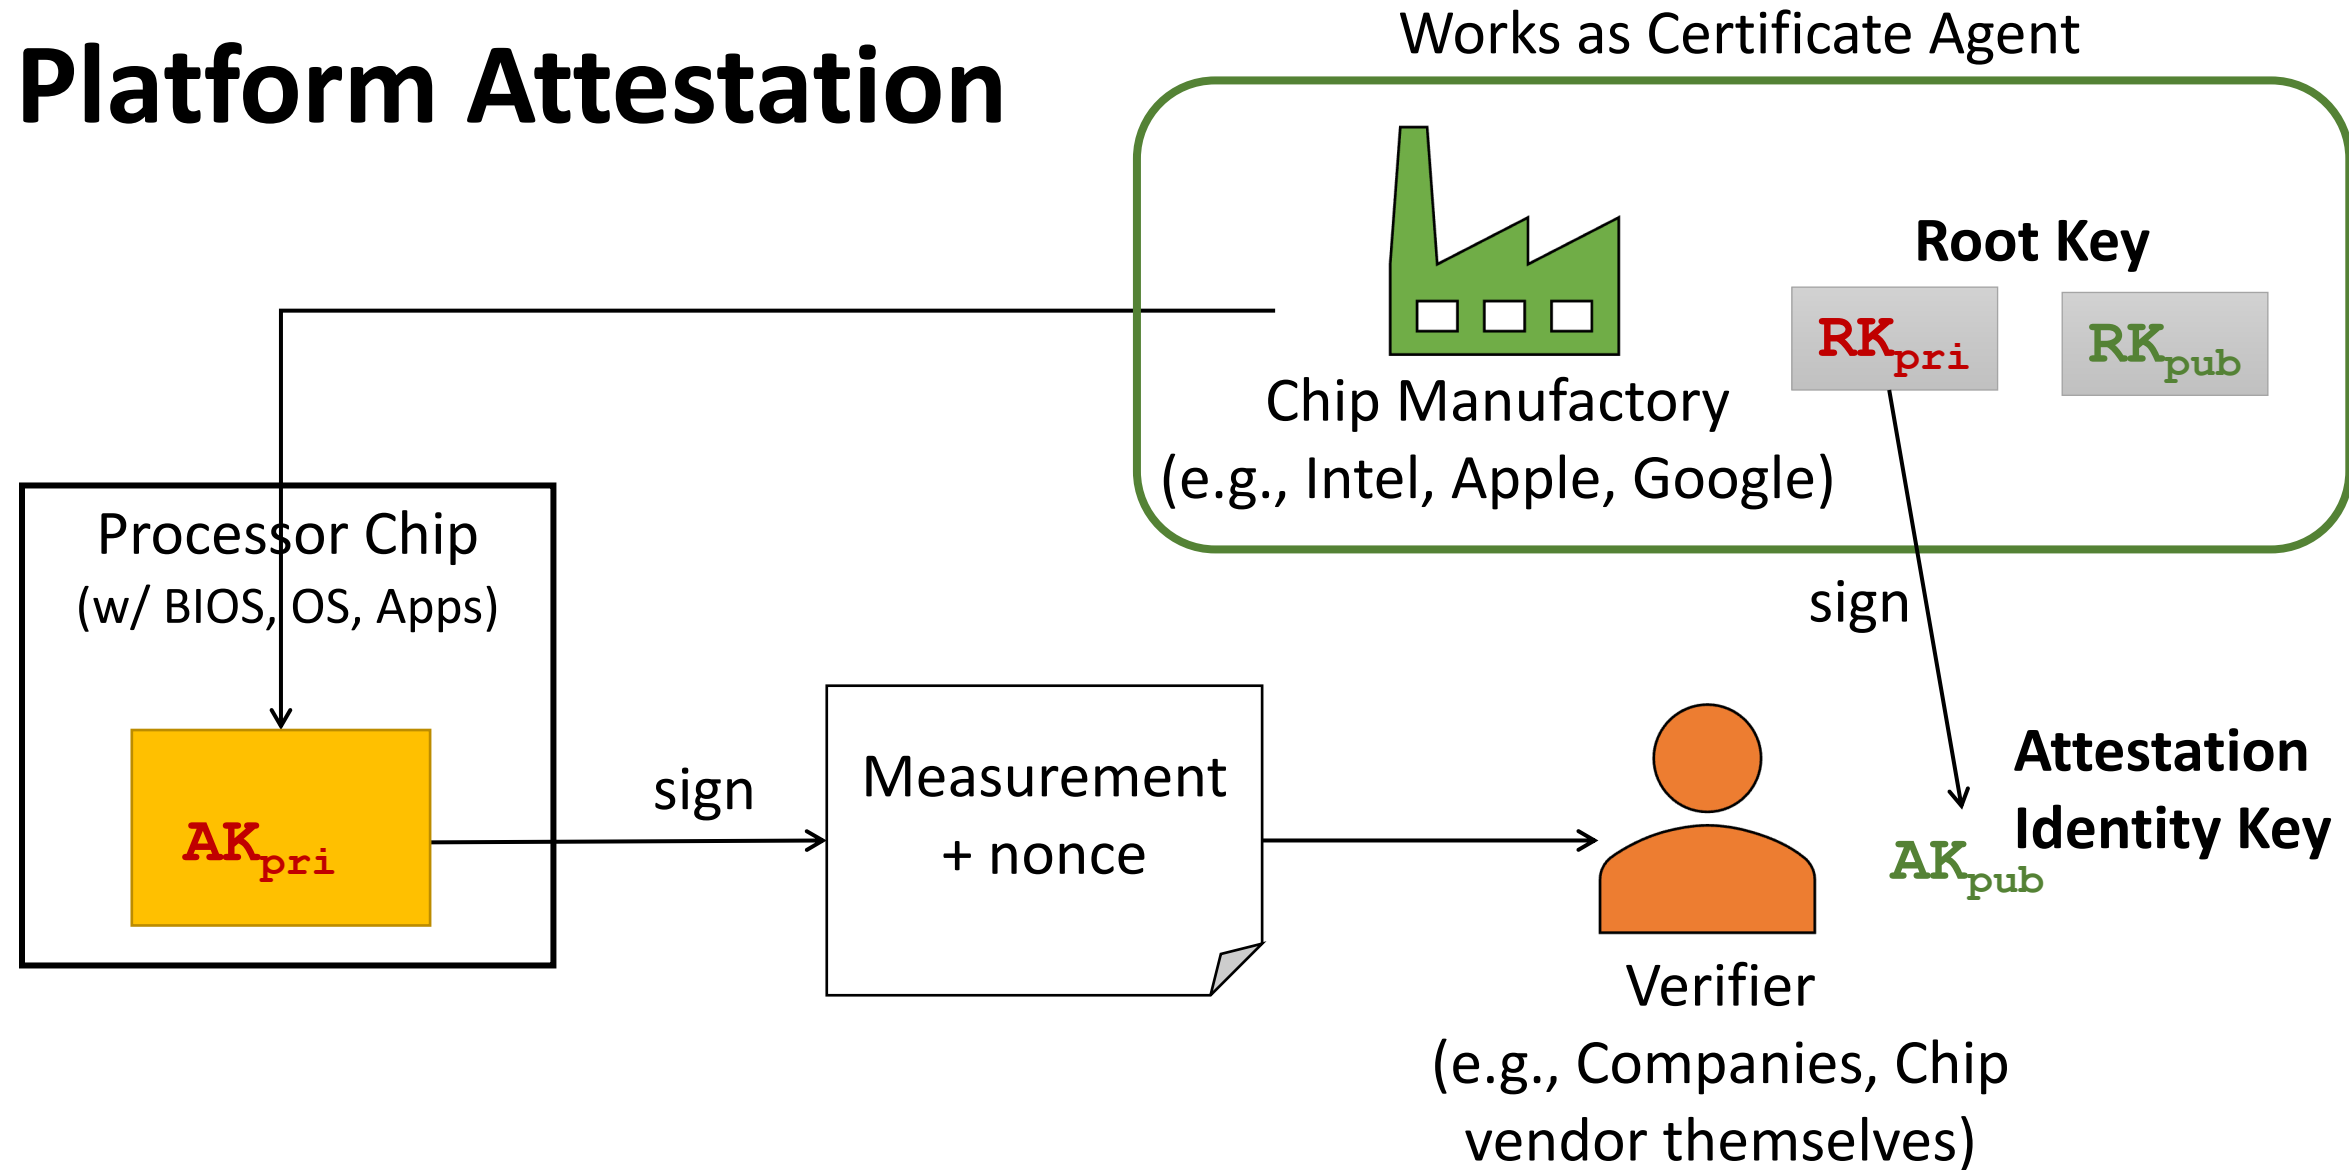 Platform Attestation
Works as Certificate Agent
Root Key
RKpri
RKpub
Chip Manufactory
(e.g., Intel, Apple, Google)
Processor Chip
(w/ BIOS, OS, Apps)
sign
AKpri
sign
Measurement
+ nonce
Attestation
Identity Key
AKpub
Verifier
(e.g., Companies, Chip
vendor themselves)